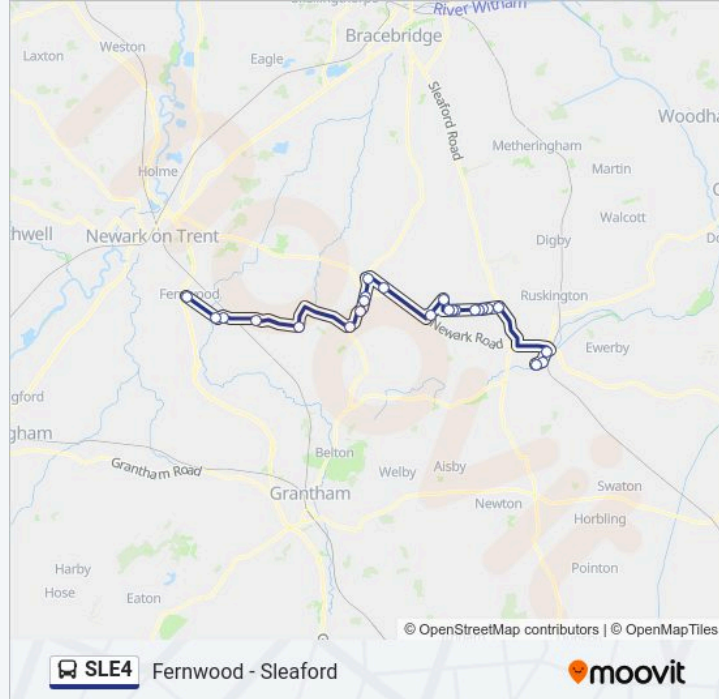 River Witham
Bracebridge
Weston
Laxton
Eagle
Sleaford Road
Metheringham
Martin
Holme
Walcott
hwell
Newark on Trent
Digby
Fernwood
Ruskington
Newark Road
Ewerby
gford
gham
Belton
Grantham Road
Welby
Aisby
Grantham
Swaton
Newton
Horbling
Harby
Pointon
Hose
Eaton
© OpenStreetMap contributors | © OpenMapTiles
SLE4
Fernwood - Sleaford
moovit